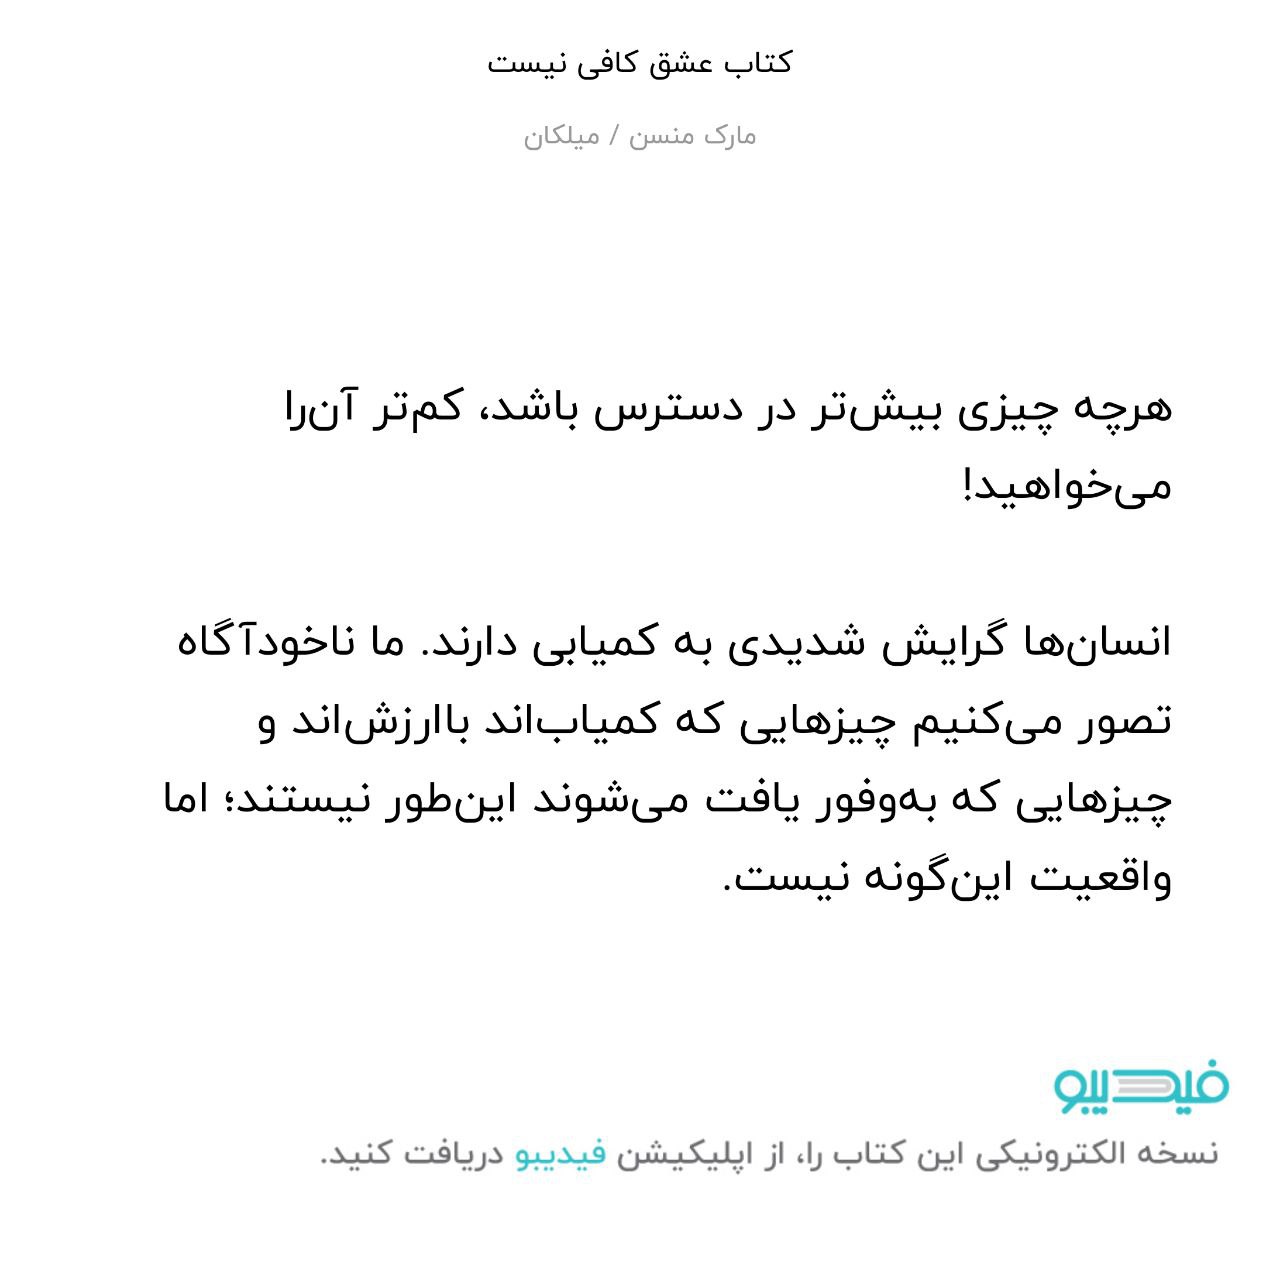 کتاب عشق کافی نیست
مارک منسن / میلکان
هرچه چیزی بیش‌تر در دسترس باشد، کم‌تر آن‌را
می‌خواهید!
انسان‌ها گرایش شدیدی به کمیابی دارند. ما ناخودآگاه
تصور می‌کنیم چیزهایی که کمیاب‌اند باارزش‌اند و
چیزهایی که به‌وفور یافت می‌شوند این‌طور نیستند؛ اما
واقعیت این‌گونه نیست.
فیدیبو
نسخه الکترونیکی این کتاب را، از اپلیکیشن فیدیبو دریافت کنید.